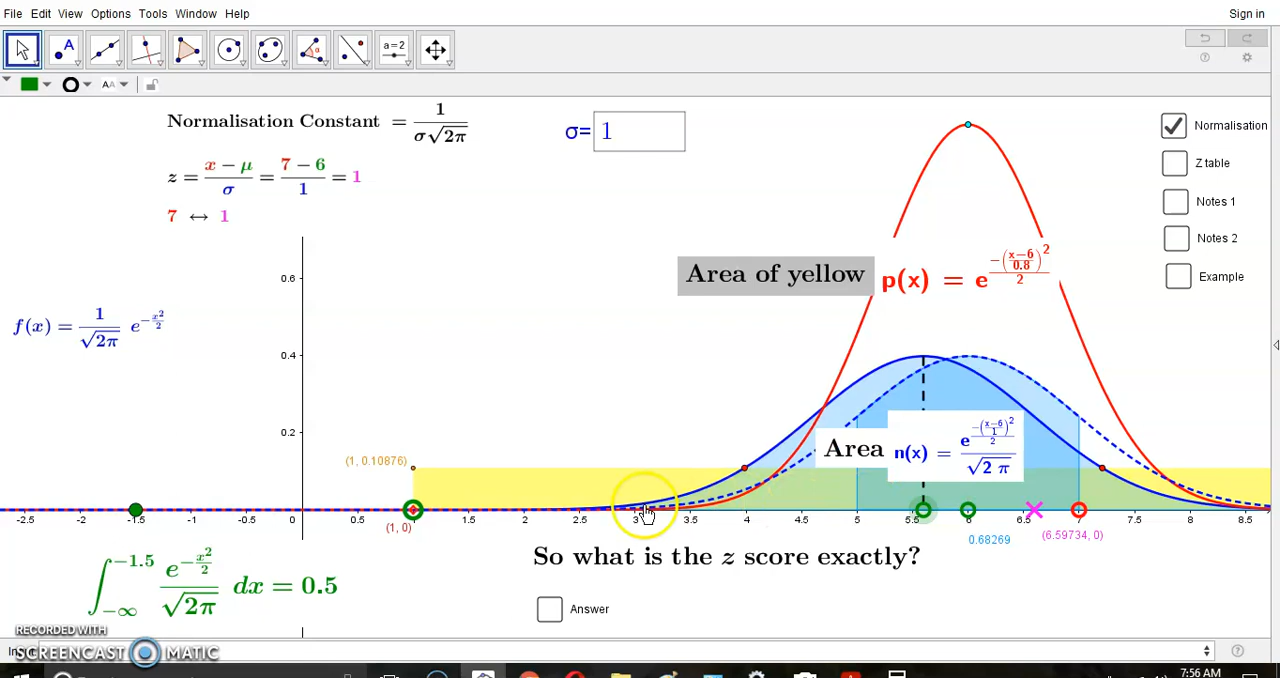 File Edit View Options Tools Window Help Sign in
A a=2
AA
Normalisation Constant = 1/(σ√2π)
σ= 1
z = (x − μ)/σ = (7 − 6)/1 = 1
7 ↔ 1
Normalisation
Z table
Notes 1
Notes 2
Example
Area of yellow
p(x) = e^(−((x−6)/0.8)²/2)
0.6
f(x) = 1/√2π e^(−x²/2)
0.4
0.2
Area n(x) = e^(−((x−6)/1)²/2)/√2 π
(1, 0.10876)
-2.5 -2 -1.5 -1 -0.5 0 0.5 1.5 2 2.5 3.5 4 4.5 5 5.5 6 6.5 7 7.5 8 8.5
(1, 0)
0.68269 (6.59734, 0)
So what is the z score exactly?
∫_(−∞)^(−1.5) e^(−x²/2)/√2π dx = 0.5
Answer
RECORDED WITH
SCREENCAST MATIC
7:56 AM